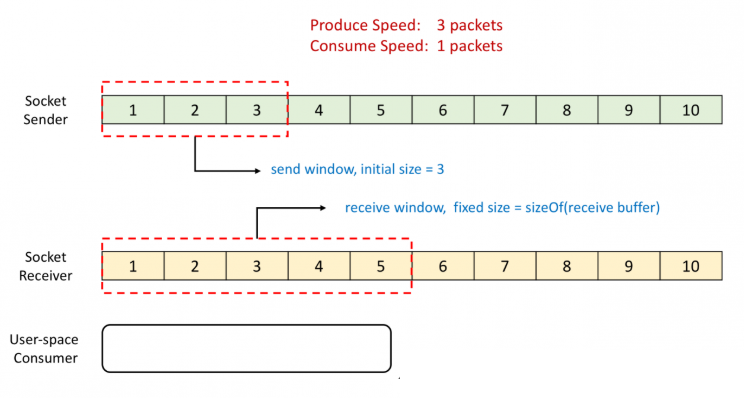 Produce Speed: 3 packets
Consume Speed: 1 packets
Socket
Sender
1 2 3 4 5 6 7 8 9 10
send window, initial size = 3
receive window, fixed size = sizeOf(receive buffer)
Socket
Receiver
1 2 3 4 5 6 7 8 9 10
User-space
Consumer